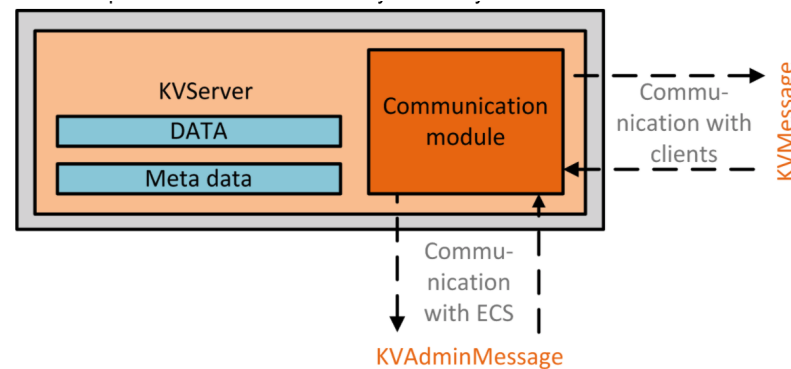 KVServer
DATA
Meta data
Communication
module
Commu-
nication with
clients
KVMessage
Commu-
nication
with ECS
KVAdminMessage